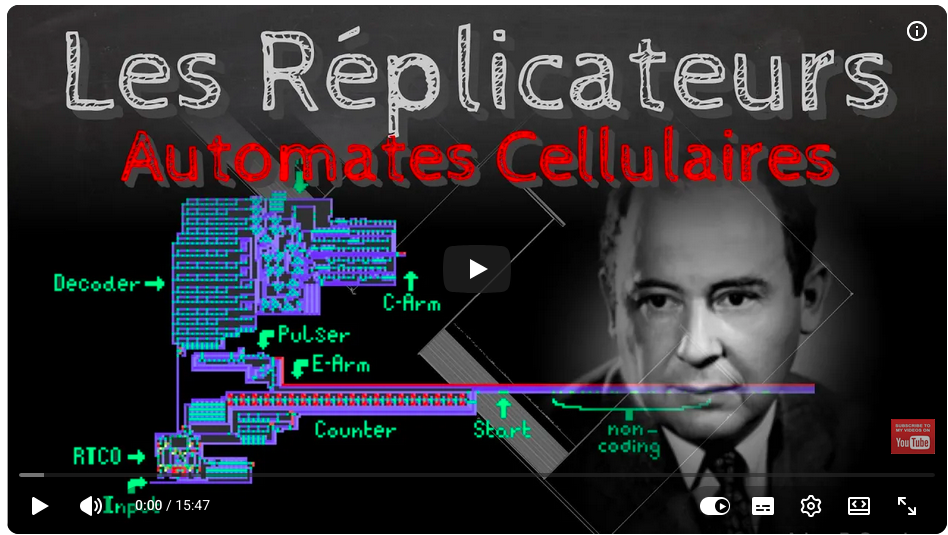 Les Réplicateurs
Automates Cellulaires
Decoder
C-Arm
Pulser
E-Arm
Counter
Start
non-
coding
RTCO
Input
SUBSCRIBE TO
MY VIDEOS ON
YouTube
0:00 / 15:47